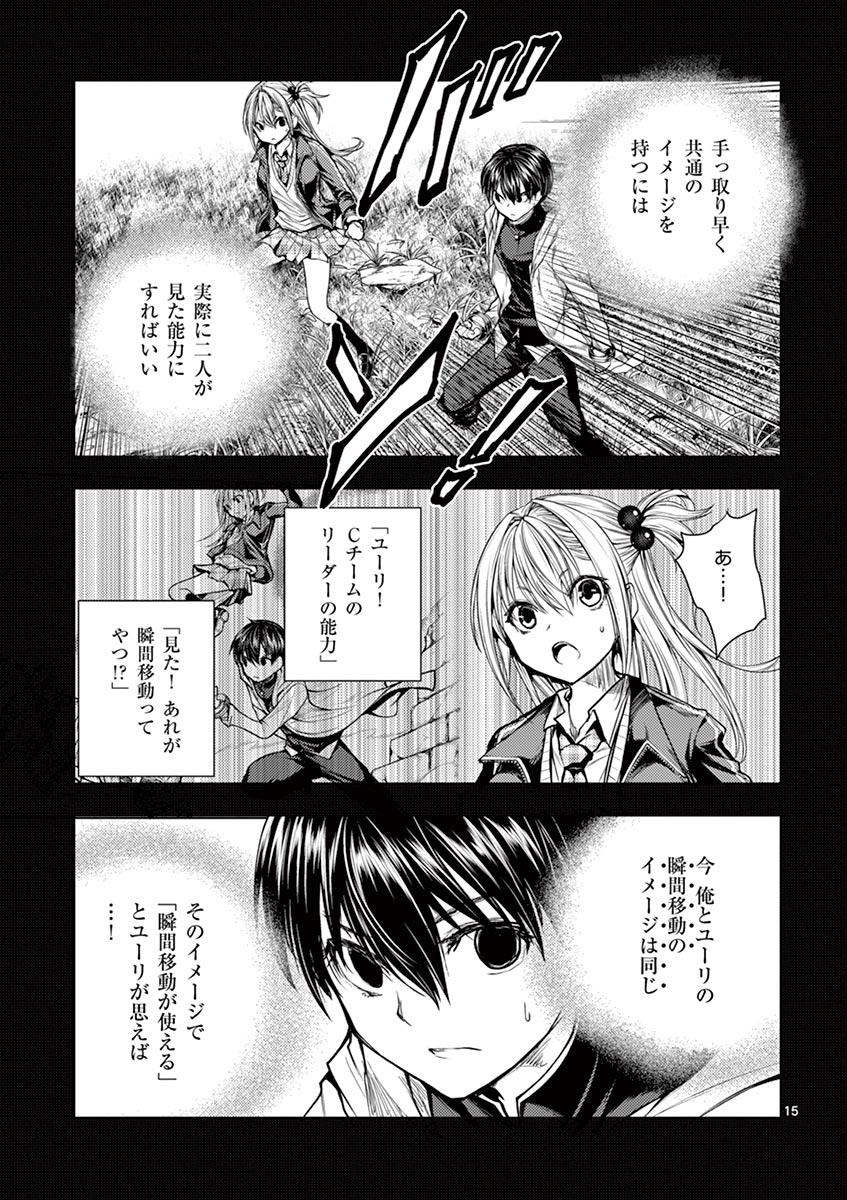 手っ取り早く
共通の
イメージを
持つには
実際に二人が
見た能力に
すればいい
あ…！
「ユーリ！
Cチームの
リーダーの能力」
「見た！あれが
瞬間移動って
やつ!?」
今 俺とユーリの
瞬間移動の
イメージは同じ
そのイメージで
「瞬間移動が使える」
とユーリが思えば
…！
15